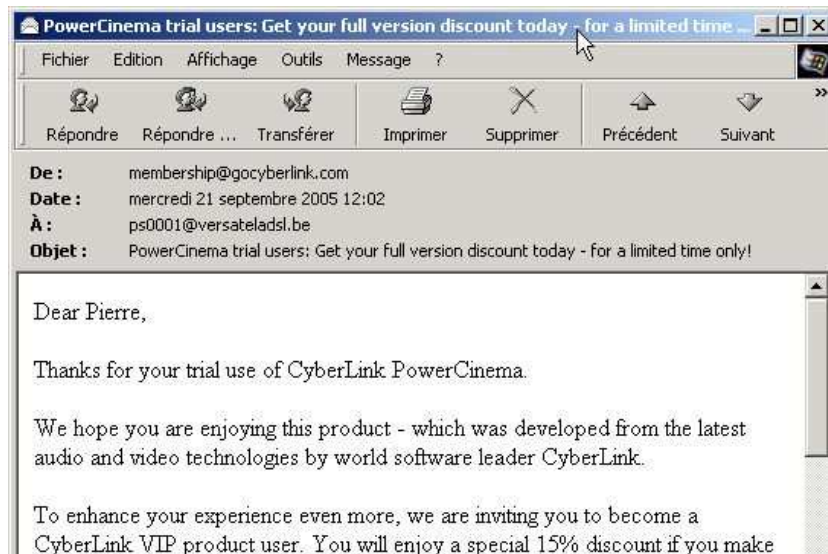 PowerCinema trial users: Get your full version discount today - for a limited time ...
Fichier Edition Affichage Outils Message ?
Répondre Répondre ... Transférer Imprimer Supprimer Précédent Suivant »
De : membership@gocyberlink.com
Date : mercredi 21 septembre 2005 12:02
À : ps0001@versateladsl.be
Objet : PowerCinema trial users: Get your full version discount today - for a limited time only!
Dear Pierre,
Thanks for your trial use of CyberLink PowerCinema.
We hope you are enjoying this product - which was developed from the latest
audio and video technologies by world software leader CyberLink.
To enhance your experience even more, we are inviting you to become a
CyberLink VIP product user. You will enjoy a special 15% discount if you make